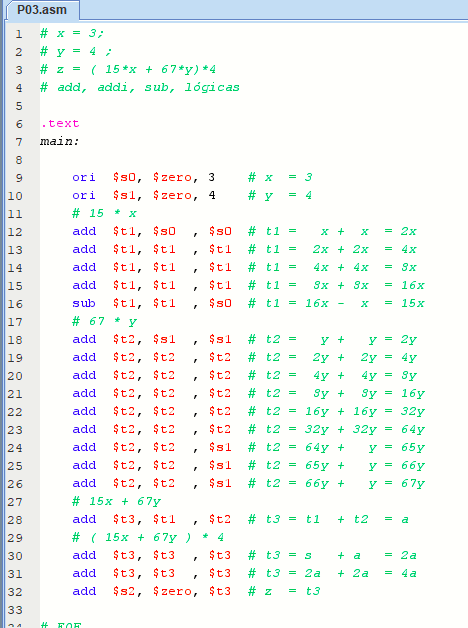 P03.asm
1 # x = 3;
2 # y = 4 ;
3 # z = ( 15*x + 67*y)*4
4 # add, addi, sub, lógicas
5
6 .text
7 main:
8
9 ori $s0, $zero, 3 # x = 3
10 ori $s1, $zero, 4 # y = 4
11 # 15 * x
12 add $t1, $s0 , $s0 # t1 = x + x = 2x
13 add $t1, $t1 , $t1 # t1 = 2x + 2x = 4x
14 add $t1, $t1 , $t1 # t1 = 4x + 4x = 8x
15 add $t1, $t1 , $t1 # t1 = 8x + 8x = 16x
16 sub $t1, $t1 , $s0 # t1 = 16x - x = 15x
17 # 67 * y
18 add $t2, $s1 , $s1 # t2 = y + y = 2y
19 add $t2, $t2 , $t2 # t2 = 2y + 2y = 4y
20 add $t2, $t2 , $t2 # t2 = 4y + 4y = 8y
21 add $t2, $t2 , $t2 # t2 = 8y + 8y = 16y
22 add $t2, $t2 , $t2 # t2 = 16y + 16y = 32y
23 add $t2, $t2 , $t2 # t2 = 32y + 32y = 64y
24 add $t2, $t2 , $s1 # t2 = 64y + y = 65y
25 add $t2, $t2 , $s1 # t2 = 65y + y = 66y
26 add $t2, $t2 , $s1 # t2 = 66y + y = 67y
27 # 15x + 67y
28 add $t3, $t1 , $t2 # t3 = t1 + t2 = a
29 # ( 15x + 67y ) * 4
30 add $t3, $t3 , $t3 # t3 = s + a = 2a
31 add $t3, $t3 , $t3 # t3 = 2a + 2a = 4a
32 add $s2, $zero, $t3 # z = t3
33
34 # EOF